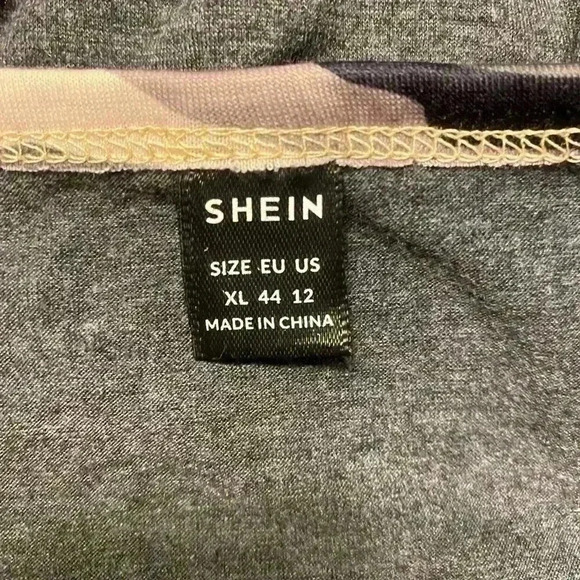 SHEIN
SIZE EU US
XL 44 12
MADE IN CHINA